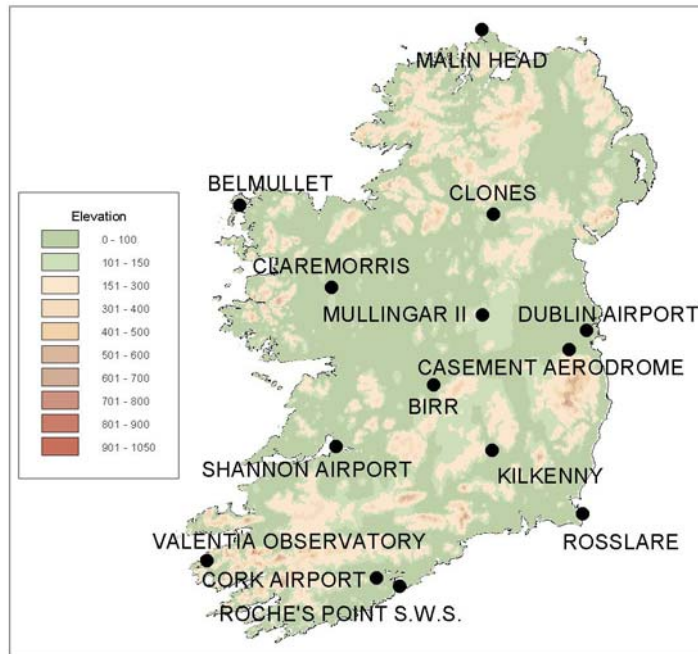 MALIN HEAD
BELMULLET
CLONES
Elevation
0 - 100
101 - 150
151 - 300
301 - 400
401 - 500
501 - 600
601 - 700
701 - 800
801 - 900
901 - 1050
CLAREMORRIS
MULLINGAR II
DUBLIN AIRPORT
CASEMENT AERODROME
BIRR
SHANNON AIRPORT
KILKENNY
ROSSLARE
VALENTIA OBSERVATORY
CORK AIRPORT
ROCHE'S POINT S.W.S.